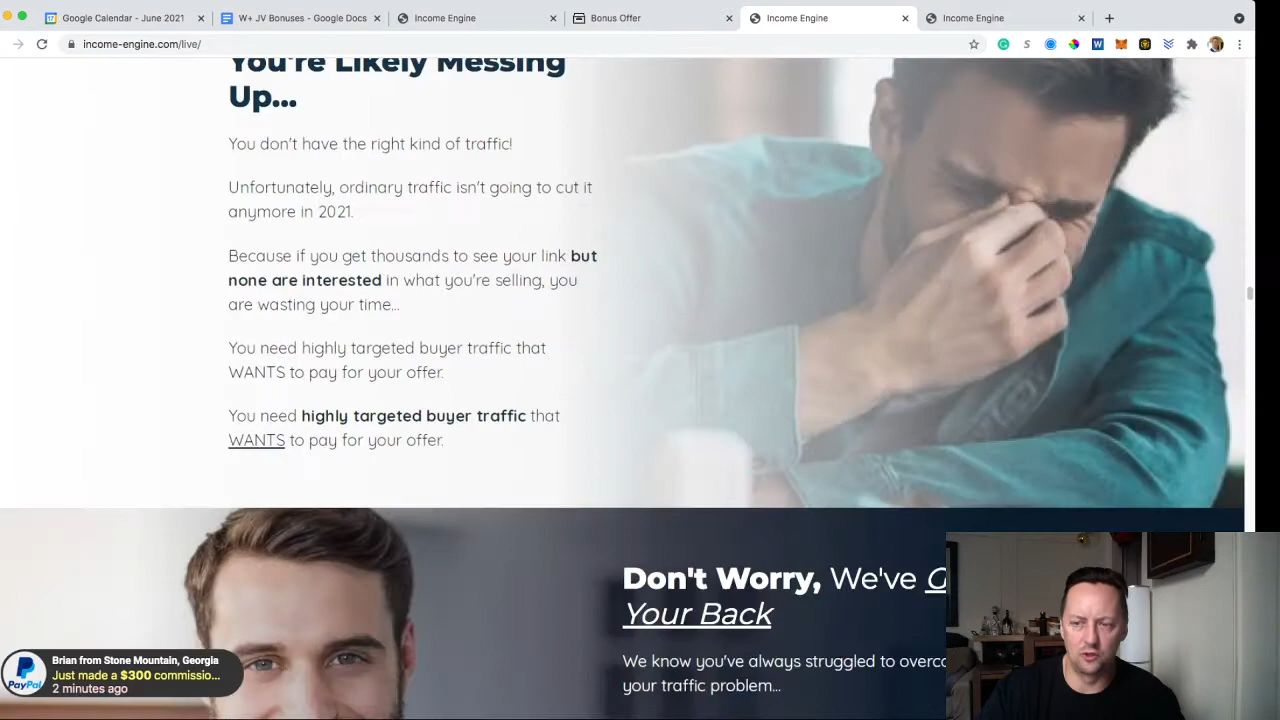 Google Calendar - June 2021
W+ JV Bonuses - Google Docs
Income Engine
Bonus Offer
Income Engine
Income Engine
income-engine.com/live/
You're Likely Messing
Up...
You don't have the right kind of traffic!
Unfortunately, ordinary traffic isn't going to cut it
anymore in 2021.
Because if you get thousands to see your link but
none are interested in what you're selling, you
are wasting your time...
You need highly targeted buyer traffic that
WANTS to pay for your offer.
You need highly targeted buyer traffic that
WANTS to pay for your offer.
Don't Worry, We've G
Your Back
We know you've always struggled to overco
your traffic problem...
PayPal
Brian from Stone Mountain, Georgia
Just made a $300 commissio...
2 minutes ago